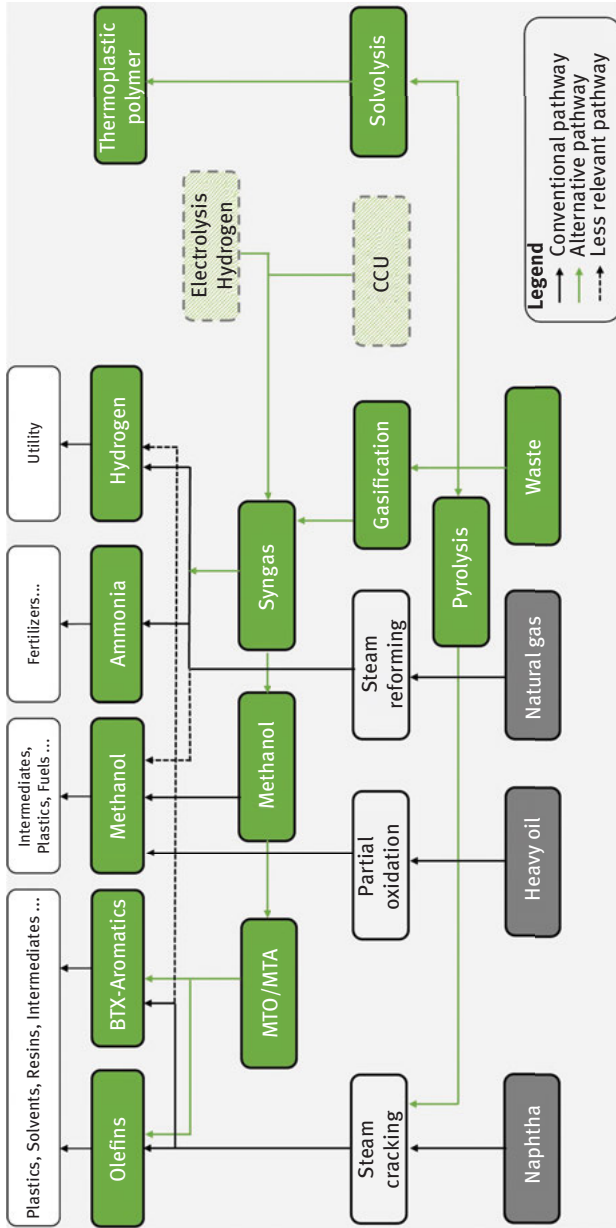 Plastics, Solvents, Resins, Intermediates ...
Intermediates,
Plastics, Fuels ...
Fertilizers...
Utility
Olefins
BTX-Aromatics
Methanol
Ammonia
Hydrogen
Thermoplastic
polymer
MTO/MTA
Methanol
Syngas
Electrolysis
Hydrogen
Steam
cracking
Partial
oxidation
Steam
reforming
Gasification
CCU
Solvolysis
Pyrolysis
Naphtha
Heavy oil
Natural gas
Waste
Legend
Conventional pathway
Alternative pathway
Less relevant pathway